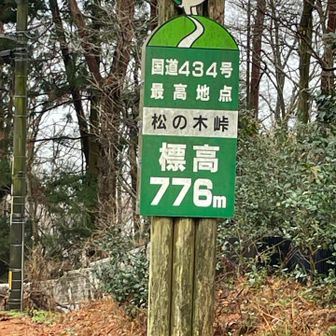 国道434号
最高地点
松の木峠
標高
776m